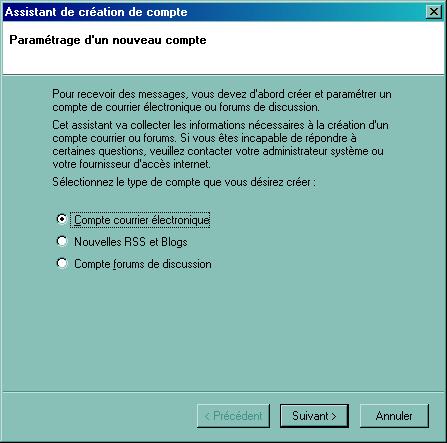 Assistant de création de compte
Paramétrage d'un nouveau compte
Pour recevoir des messages, vous devez d'abord créer et paramétrer un
compte de courrier électronique ou forums de discussion.
Cet assistant va collecter les informations nécessaires à la création d'un
compte courrier ou forums. Si vous êtes incapable de répondre à
certaines questions, veuillez contacter votre administrateur système ou
votre fournisseur d'accès internet.
Sélectionnez le type de compte que vous désirez créer :
Compte courrier électronique
Nouvelles RSS et Blogs
Compte forums de discussion
< Précédent
Suivant >
Annuler